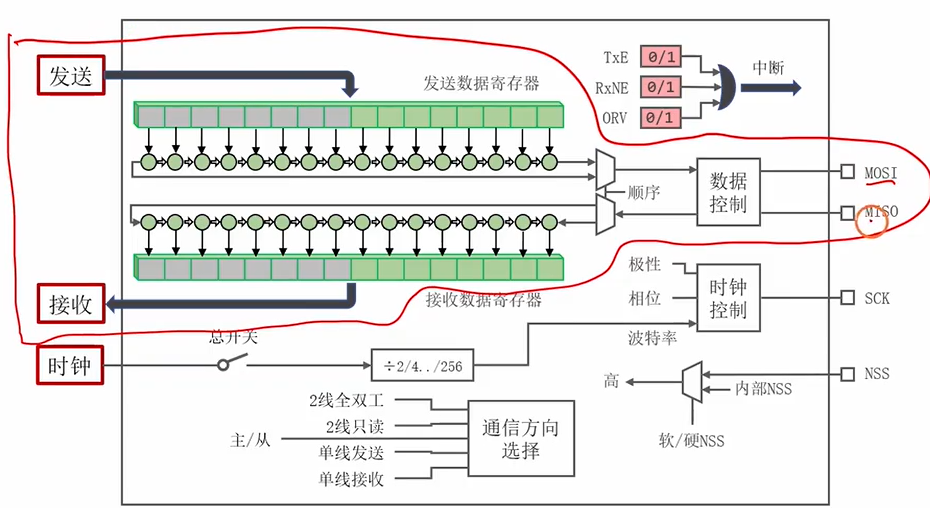 发送
发送数据寄存器
TxE 0/1
RxNE 0/1
ORV 0/1
中断
顺序
数据
控制
MOSI
MISO
接收
接收数据寄存器
极性
相位
波特率
时钟
控制
SCK
时钟
总开关
÷2/4../256
高
内部NSS
NSS
软/硬NSS
主/从
2线全双工
2线只读
单线发送
单线接收
通信方向
选择